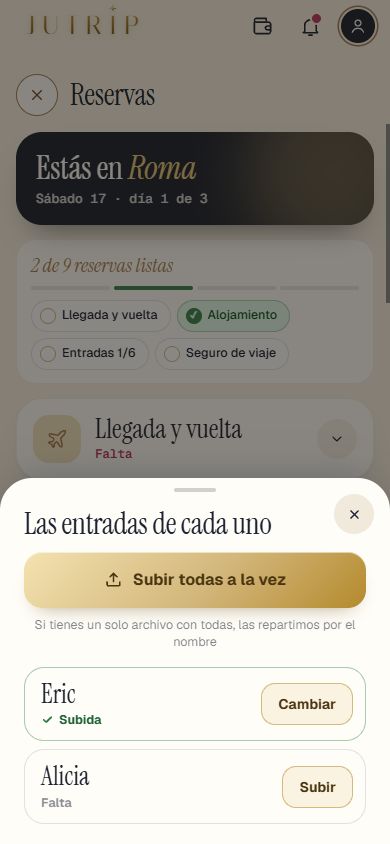 JUTRIP
Reservas
Estás en Roma
Sábado 17 · día 1 de 3
2 de 9 reservas listas
Llegada y vuelta
Alojamiento
Entradas 1/6
Seguro de viaje
Llegada y vuelta
Falta
Las entradas de cada uno
Subir todas a la vez
Si tienes un solo archivo con todas, las repartimos por el
nombre
Eric
Subida
Cambiar
Alicia
Falta
Subir